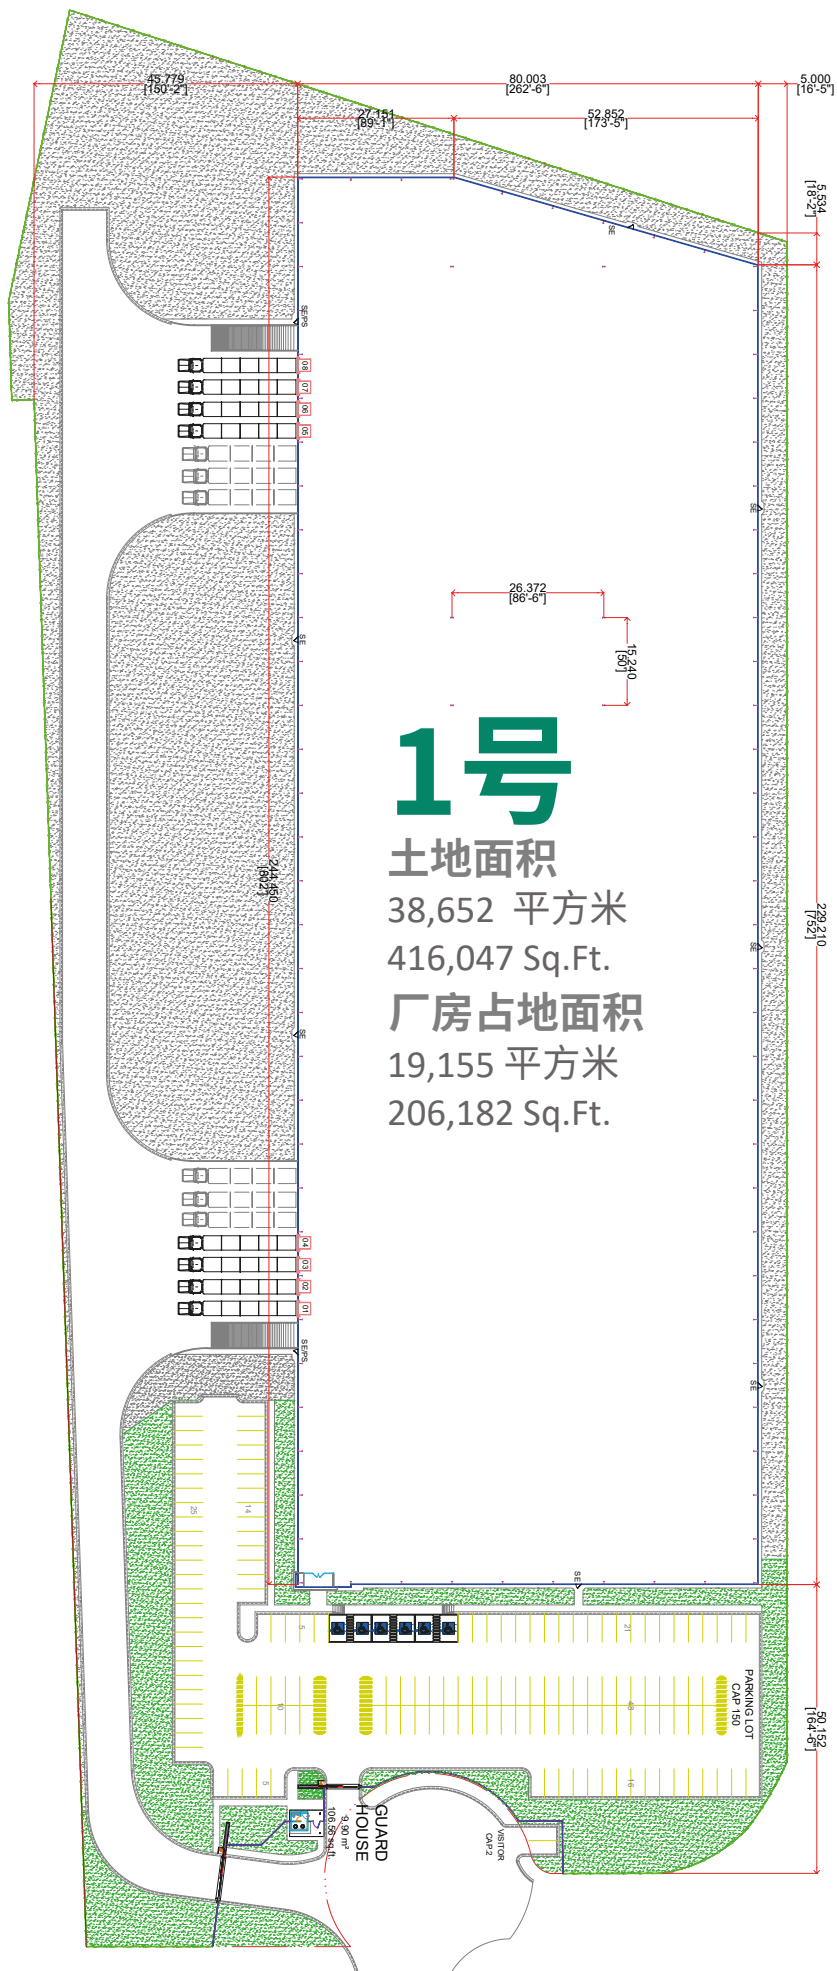 45.779
[150'-2"]
80.003
[262'-6"]
5.000
[16'-5"]
27.151
[89'-1"]
52.852
[173'-5"]
5.534
[18'-2"]
SE
SE/PS
08
07
06
05
SE
26.372
[86'-6"]
15.240
[50']
SE
1号
土地面积
38,652 平方米
416,047 Sq.Ft.
厂房占地面积
19,155 平方米
206,182 Sq.Ft.
244.450
[802']
229.210
[752']
SE
SE
04
03
02
01
SE/PS
SE
25
14
SE
5
21
PARKING LOT
CAP 150
10
48
50.152
[164'-6"]
5
16
GUARD
HOUSE
9.90 m²
106.56 sq.ft.
VISITOR
CAP.2